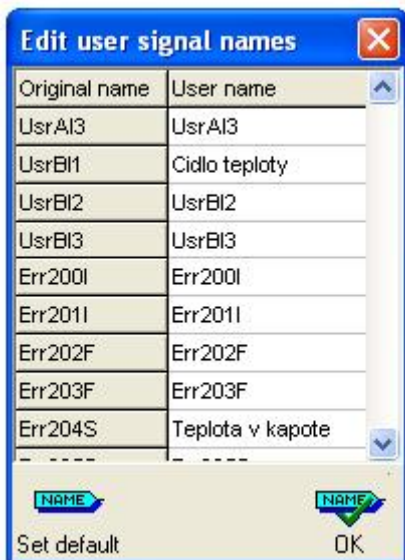 Edit user signal names
Original name User name
UsrAI3 UsrAI3
UsrBI1 Cidlo teploty
UsrBI2 UsrBI2
UsrBI3 UsrBI3
Err200I Err200I
Err201I Err201I
Err202F Err202F
Err203F Err203F
Err204S Teplota v kapote
NAME NAME
Set default OK